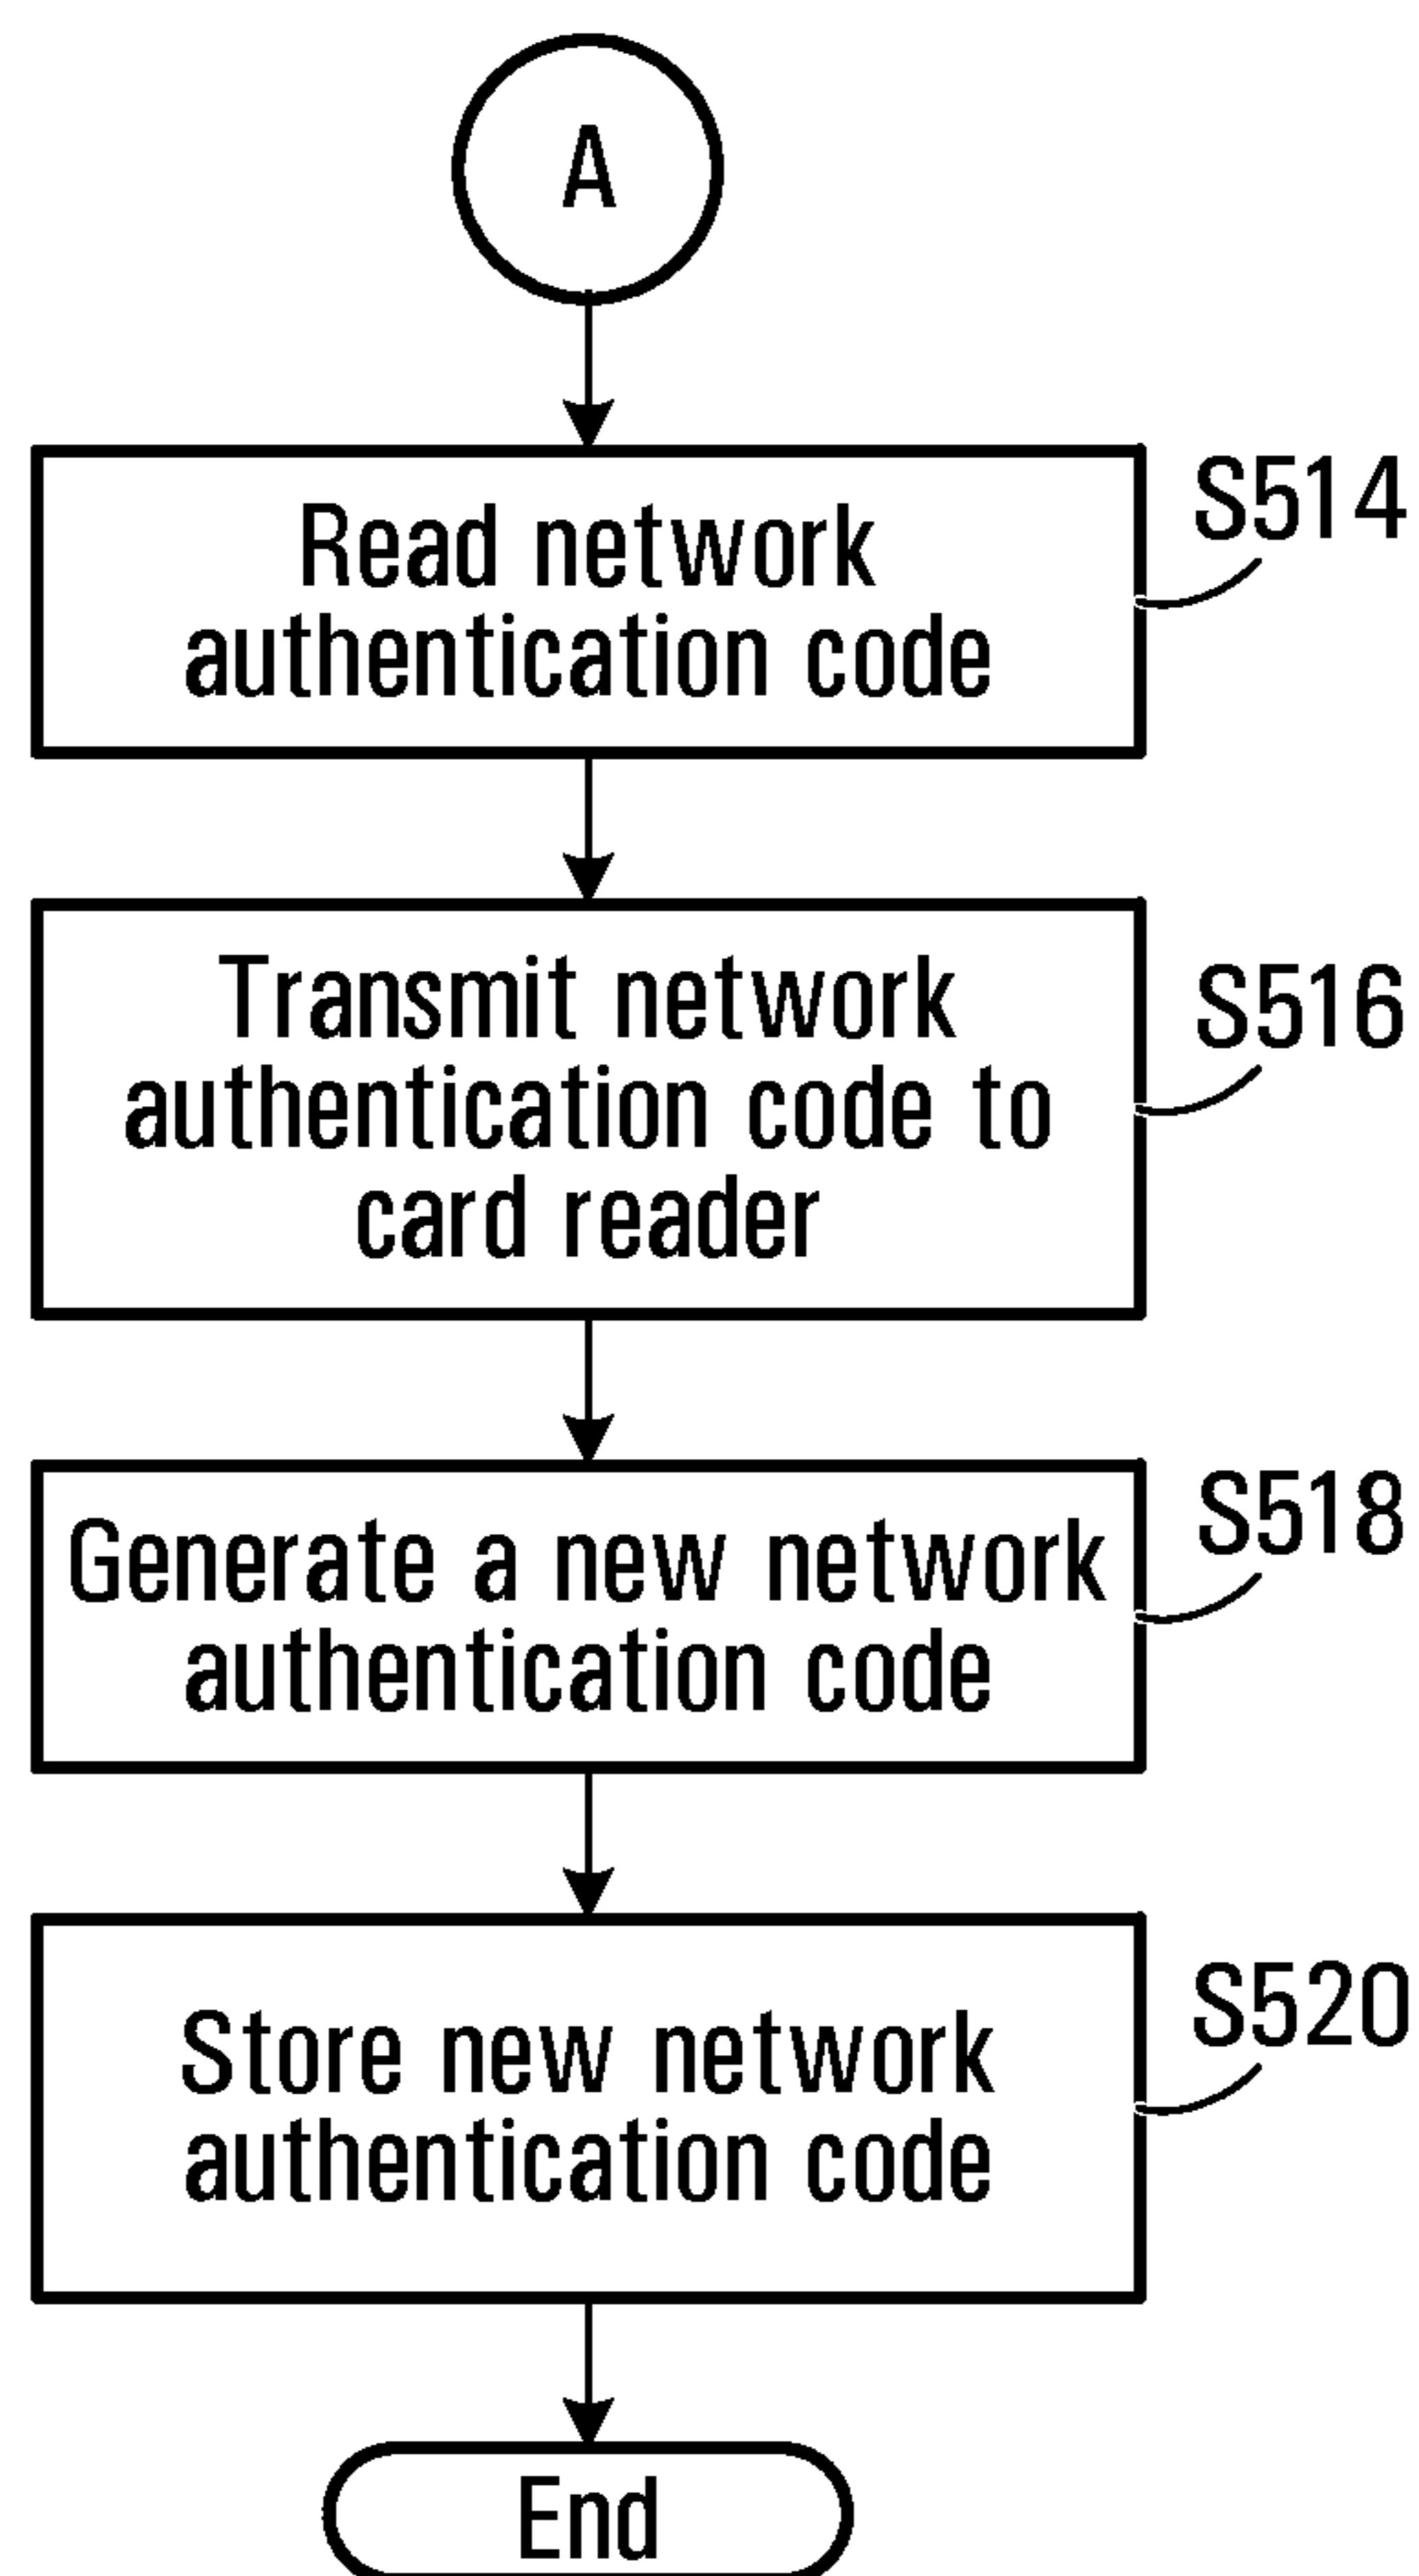 A
Read network
authentication code
S514
Transmit network
authentication code to
card reader
S516
Generate a new network
authentication code
S518
Store new network
authentication code
S520
End